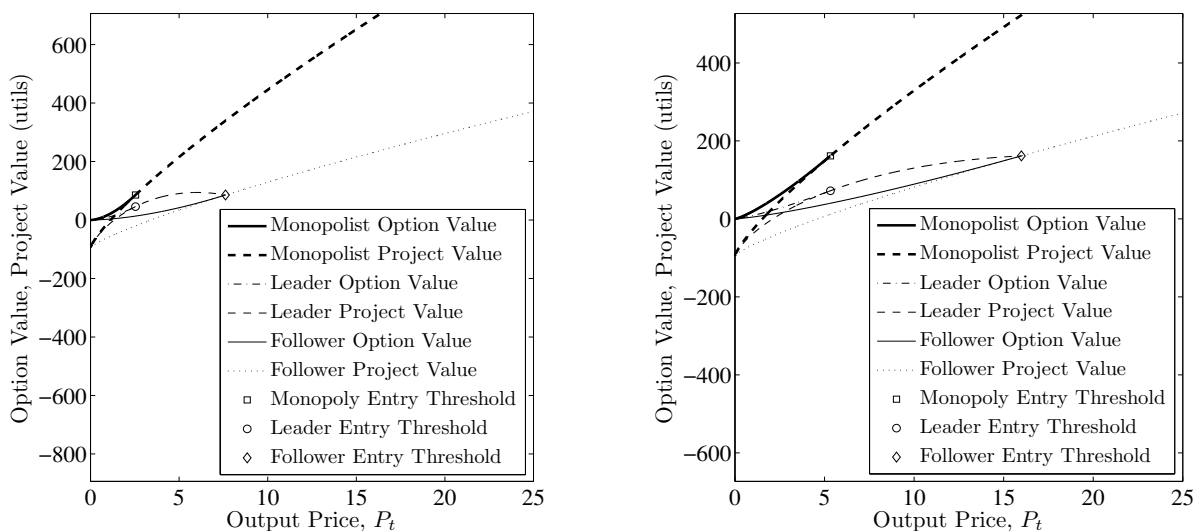 Option Value, Project Value (utils)
600
400
200
0
−200
−400
−600
−800
Monopolist Option Value
Monopolist Project Value
Leader Option Value
Leader Project Value
Follower Option Value
Follower Project Value
Monopoly Entry Threshold
Leader Entry Threshold
Follower Entry Threshold
0 5 10 15 20 25
Output Price, P_t
Option Value, Project Value (utils)
400
200
0
−200
−400
−600
Monopolist Option Value
Monopolist Project Value
Leader Option Value
Leader Project Value
Follower Option Value
Follower Project Value
Monopoly Entry Threshold
Leader Entry Threshold
Follower Entry Threshold
0 5 10 15 20 25
Output Price, P_t